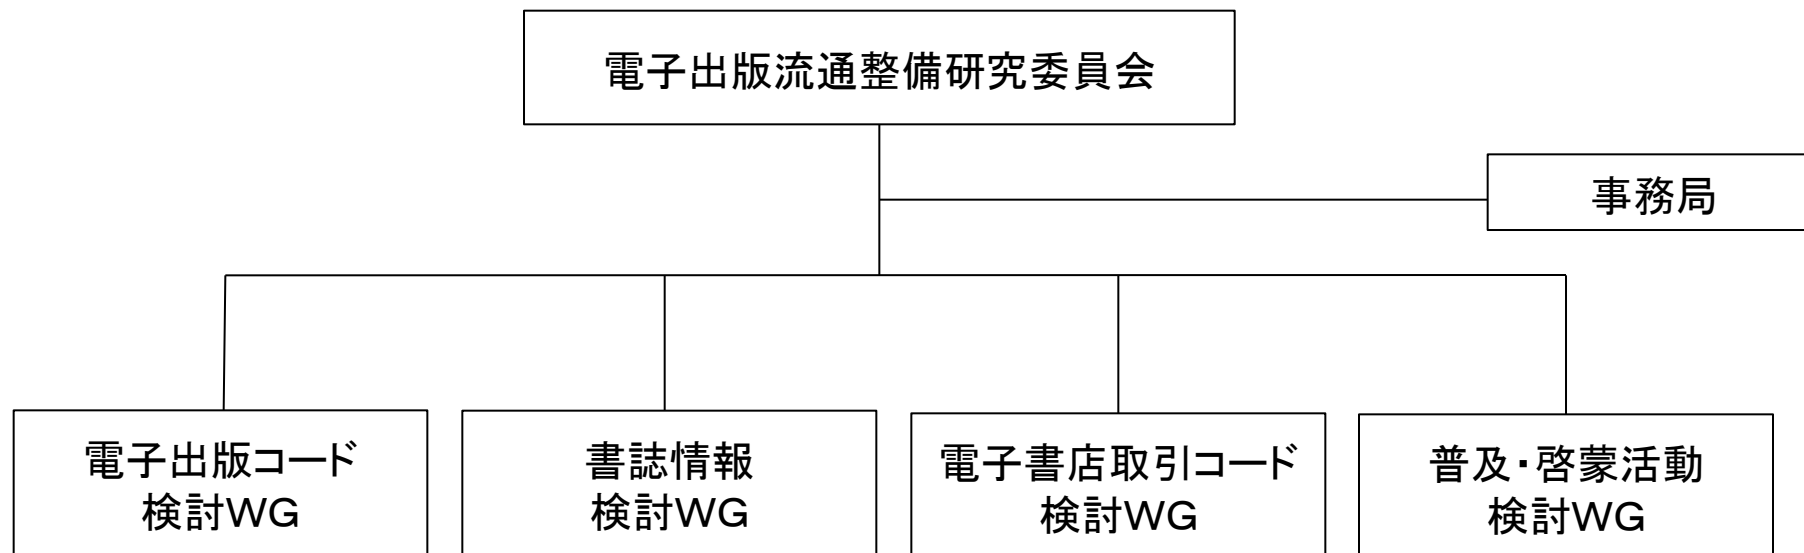 電子出版流通整備研究委員会
事務局
電子出版コード
検討WG
書誌情報
検討WG
電子書店取引コード
検討WG
普及・啓蒙活動
検討WG